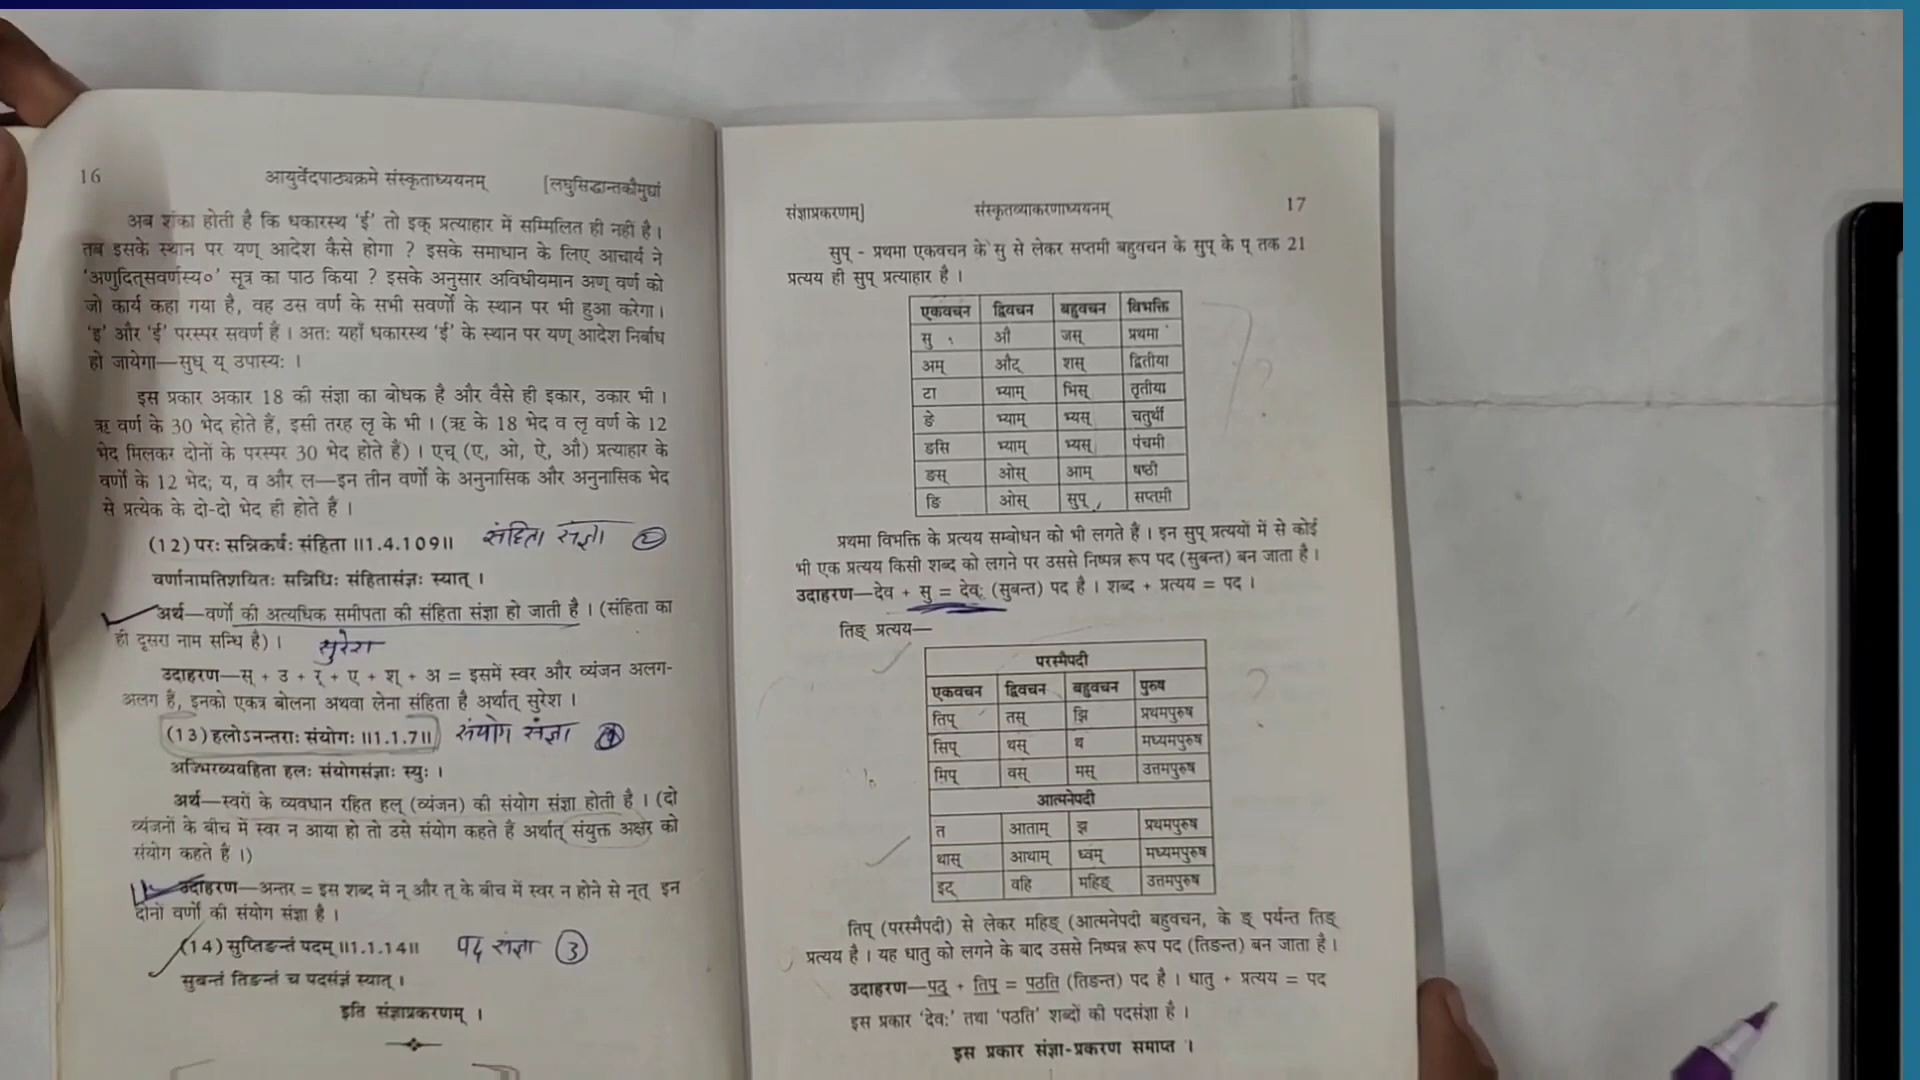 16 आयुर्वेदपाठ्यक्रमे संस्कृताध्ययनम् [लघुसिद्धान्तकौमुद्यां
अब शंका होती है कि धकारस्थ ‘ई’ तो इक् प्रत्याहार में सम्मिलित ही नहीं है।
तब इसके स्थान पर यण् आदेश कैसे होगा ? इसके समाधान के लिए आचार्य ने
‘अणुदित्सवर्णस्य०’ सूत्र का पाठ किया ? इसके अनुसार अविधीयमान अण् वर्ण को
जो कार्य कहा गया है, वह उस वर्ण के सभी सवर्णों के स्थान पर भी हुआ करेगा।
‘इ’ और ‘ई’ परस्पर सवर्ण हैं। अतः यहाँ धकारस्थ ‘ई’ के स्थान पर यण् आदेश निर्बाध
हो जायेगा—सुध् य् उपास्यः ।
इस प्रकार अकार 18 की संज्ञा का बोधक है और वैसे ही इकार, उकार भी।
ऋ वर्ण के 30 भेद होते हैं, इसी तरह लृ के भी। (ऋ के 18 भेद व लृ वर्ण के 12
भेद मिलकर दोनों के परस्पर 30 भेद होते हैं)। एच् (ए, ओ, ऐ, औ) प्रत्याहार के
वर्णों के 12 भेद; य, व और ल—इन तीन वर्णों के अनुनासिक और अनुनासिक भेद
से प्रत्येक के दो-दो भेद ही होते हैं।
(12) परः सन्निकर्षः संहिता ॥1.4.109॥ संहिता संज्ञा
वर्णानामतिशयितः सन्निधिः संहितासंज्ञः स्यात्।
अर्थ—वर्णों की अत्यधिक समीपता की संहिता संज्ञा हो जाती है। (संहिता का
ही दूसरा नाम सन्धि है)। सुरेश
उदाहरण—स् + उ + र् + ए + श् + अ = इसमें स्वर और व्यंजन अलग-
अलग हैं, इनको एकत्र बोलना अथवा लेना संहिता है अर्थात् सुरेश।
(13) हलोऽनन्तराः संयोगः ॥1.1.7॥ संयोग संज्ञा
अज्भिरव्यवहिता हलः संयोगसंज्ञाः स्युः।
अर्थ—स्वरों के व्यवधान रहित हल् (व्यंजन) की संयोग संज्ञा होती है। (दो
व्यंजनों के बीच में स्वर न आया हो तो उसे संयोग कहते हैं अर्थात् संयुक्त अक्षर को
संयोग कहते हैं।)
उदाहरण—अन्तर = इस शब्द में न् और त् के बीच में स्वर न होने से न्त् इन
दोनों वर्णों की संयोग संज्ञा है।
(14) सुप्तिङन्तं पदम् ॥1.1.14॥ पद संज्ञा 3
सुबन्तं तिङन्तं च पदसंज्ञं स्यात्।
इति संज्ञाप्रकरणम् ।
संज्ञाप्रकरणम्] संस्कृतव्याकरणाध्ययनम् 17
सुप् - प्रथमा एकवचन के सु से लेकर सप्तमी बहुवचन के सुप् के प् तक 21
प्रत्यय ही सुप् प्रत्याहार है।
एकवचन द्विवचन बहुवचन विभक्ति
सु औ जस् प्रथमा
अम् औट् शस् द्वितीया
टा भ्याम् भिस् तृतीया
ङे भ्याम् भ्यस् चतुर्थी
ङसि भ्याम् भ्यस् पंचमी
ङस् ओस् आम् षष्ठी
ङि ओस् सुप् सप्तमी
प्रथमा विभक्ति के प्रत्यय सम्बोधन को भी लगते हैं। इन सुप् प्रत्ययों में से कोई
भी एक प्रत्यय किसी शब्द को लगने पर उससे निष्पन्न रूप पद (सुबन्त) बन जाता है।
उदाहरण—देव + सु = देवः (सुबन्त) पद है। शब्द + प्रत्यय = पद।
तिङ् प्रत्यय—
परस्मैपदी
एकवचन द्विवचन बहुवचन पुरुष
तिप् तस् झि प्रथमपुरुष
सिप् थस् थ मध्यमपुरुष
मिप् वस् मस् उत्तमपुरुष
आत्मनेपदी
त आताम् झ प्रथमपुरुष
थास् आथाम् ध्वम् मध्यमपुरुष
इट् वहि महिङ् उत्तमपुरुष
तिप् (परस्मैपदी) से लेकर महिङ् (आत्मनेपदी बहुवचन, के ङ् पर्यन्त तिङ्
प्रत्यय है। यह धातु को लगने के बाद उससे निष्पन्न रूप पद (तिङन्त) बन जाता है।
उदाहरण—पठ् + तिप् = पठति (तिङन्त) पद है। धातु + प्रत्यय = पद
इस प्रकार ‘देवः’ तथा ‘पठति’ शब्दों की पदसंज्ञा है।
इस प्रकार संज्ञा-प्रकरण समाप्त ।